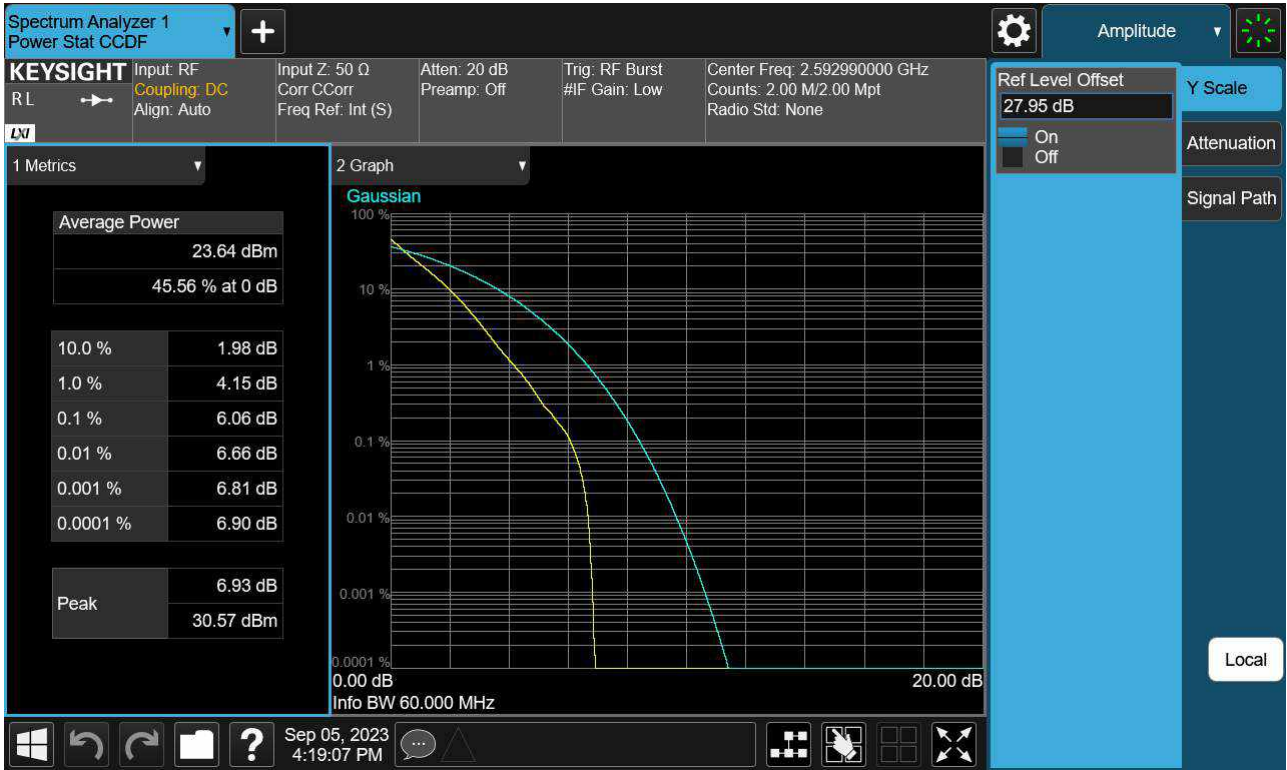 Spectrum Analyzer 1
Power Stat CCDF
Amplitude
KEYSIGHT
R L
LXI
Input: RF
Coupling: DC
Align: Auto
Input Z: 50 Ω
Corr CCorr
Freq Ref: Int (S)
Atten: 20 dB
Preamp: Off
Trig: RF Burst
#IF Gain: Low
Center Freq: 2.592990000 GHz
Counts: 2.00 M/2.00 Mpt
Radio Std: None
Ref Level Offset
27.95 dB
On
Off
Y Scale
Attenuation
Signal Path
Local
1 Metrics
Average Power
23.64 dBm
45.56 % at 0 dB
10.0 % 1.98 dB
1.0 % 4.15 dB
0.1 % 6.06 dB
0.01 % 6.66 dB
0.001 % 6.81 dB
0.0001 % 6.90 dB
Peak
6.93 dB
30.57 dBm
2 Graph
Gaussian
100 %
10 %
1 %
0.1 %
0.01 %
0.001 %
0.0001 %
0.00 dB 20.00 dB
Info BW 60.000 MHz
?
Sep 05, 2023
4:19:07 PM